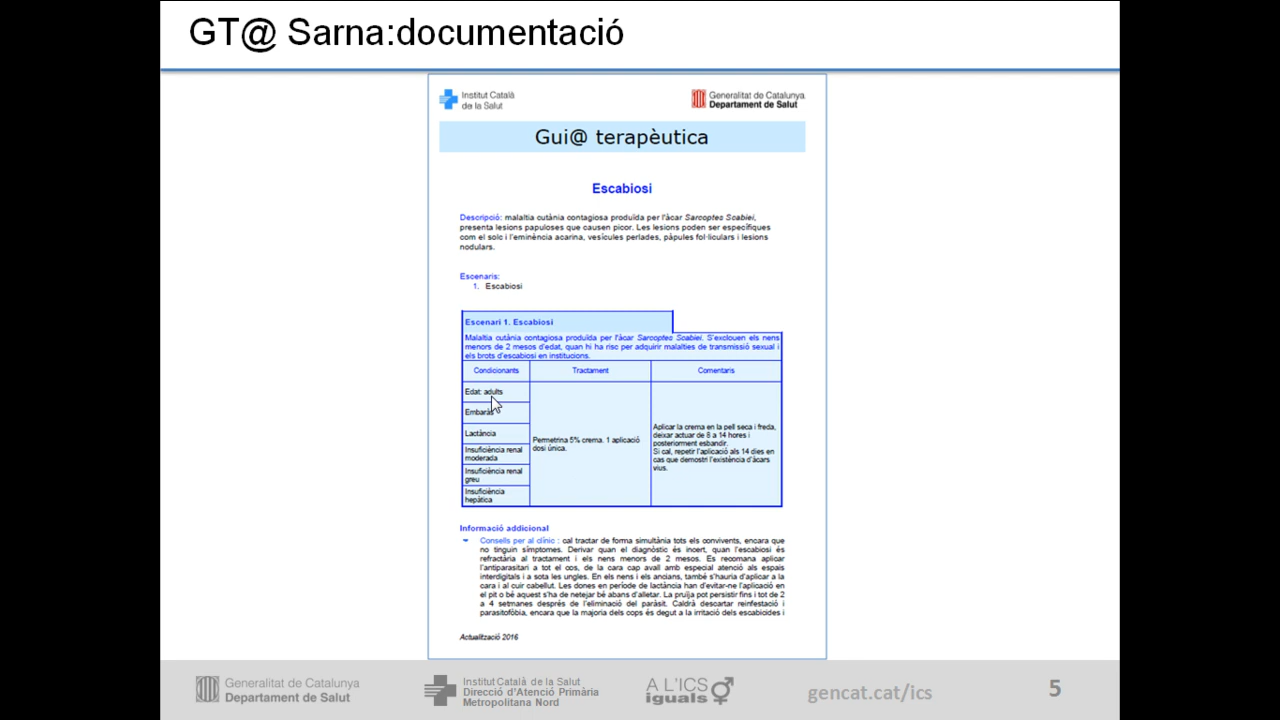 GT@ Sarna:documentació
Institut Català
de la Salut
Generalitat de Catalunya
Departament de Salut
Gui@ terapèutica
Escabiosi
Descripció: malaltia cutània contagiosa produïda per l'àcar Sarcoptes Scabiei,
presenta lesions papuloses que causen picor. Les lesions poden ser específiques
com el solc i l'eminència acarina, vesícules perlades, pàpules fol·liculars i lesions
nodulars.
Escenaris:
1. Escabiosi
Escenari 1. Escabiosi
Malaltia cutània contagiosa produïda per l'àcar Sarcoptes Scabiei. S'exclouen els nens
menors de 2 mesos d'edat, quan hi ha risc per adquirir malalties de transmissió sexual i
els brots d'escabiosi en institucions.
Condicionants
Tractament
Comentaris
Edat: adults
Embaràs
Lactància
Insuficiència renal
moderada
Insuficiència renal
greu
Insuficiència
hepàtica
Permetrina 5% crema. 1 aplicació
dosi única.
Aplicar la crema en la pell seca i freda,
deixar actuar de 8 a 14 hores i
posteriorment esbandir.
Si cal, repetir l'aplicació als 14 dies en
cas que demostri l'existència d'àcars
vius.
Informació addicional
Consells per al clínic : cal tractar de forma simultània tots els convivents, encara que
no tinguin símptomes. Derivar quan el diagnòstic és incert, quan l'escabiosi és
refractària al tractament i els nens menors de 2 mesos. Es recomana aplicar
l'antiparasitari a tot el cos, de la cara cap avall amb especial atenció als espais
interdigitals i a sota les ungles. En els nens i els ancians, també s'hauria d'aplicar a la
cara i al cuir cabellut. Les dones en període de lactància han d'evitar-ne l'aplicació en
el pit o bé aquest s'ha de netejar bé abans d'alletar. La pruïja pot persistir fins i tot de 2
a 4 setmanes després de l'eliminació del paràsit. Caldrà descartar reinfestació i
parasitofòbia, encara que la majoria dels cops és degut a la irritació dels escabicides i
Actualització 2016
Generalitat de Catalunya
Departament de Salut
Institut Català de la Salut
Direcció d'Atenció Primària
Metropolitana Nord
A L'ICS
iguals
gencat.cat/ics
5